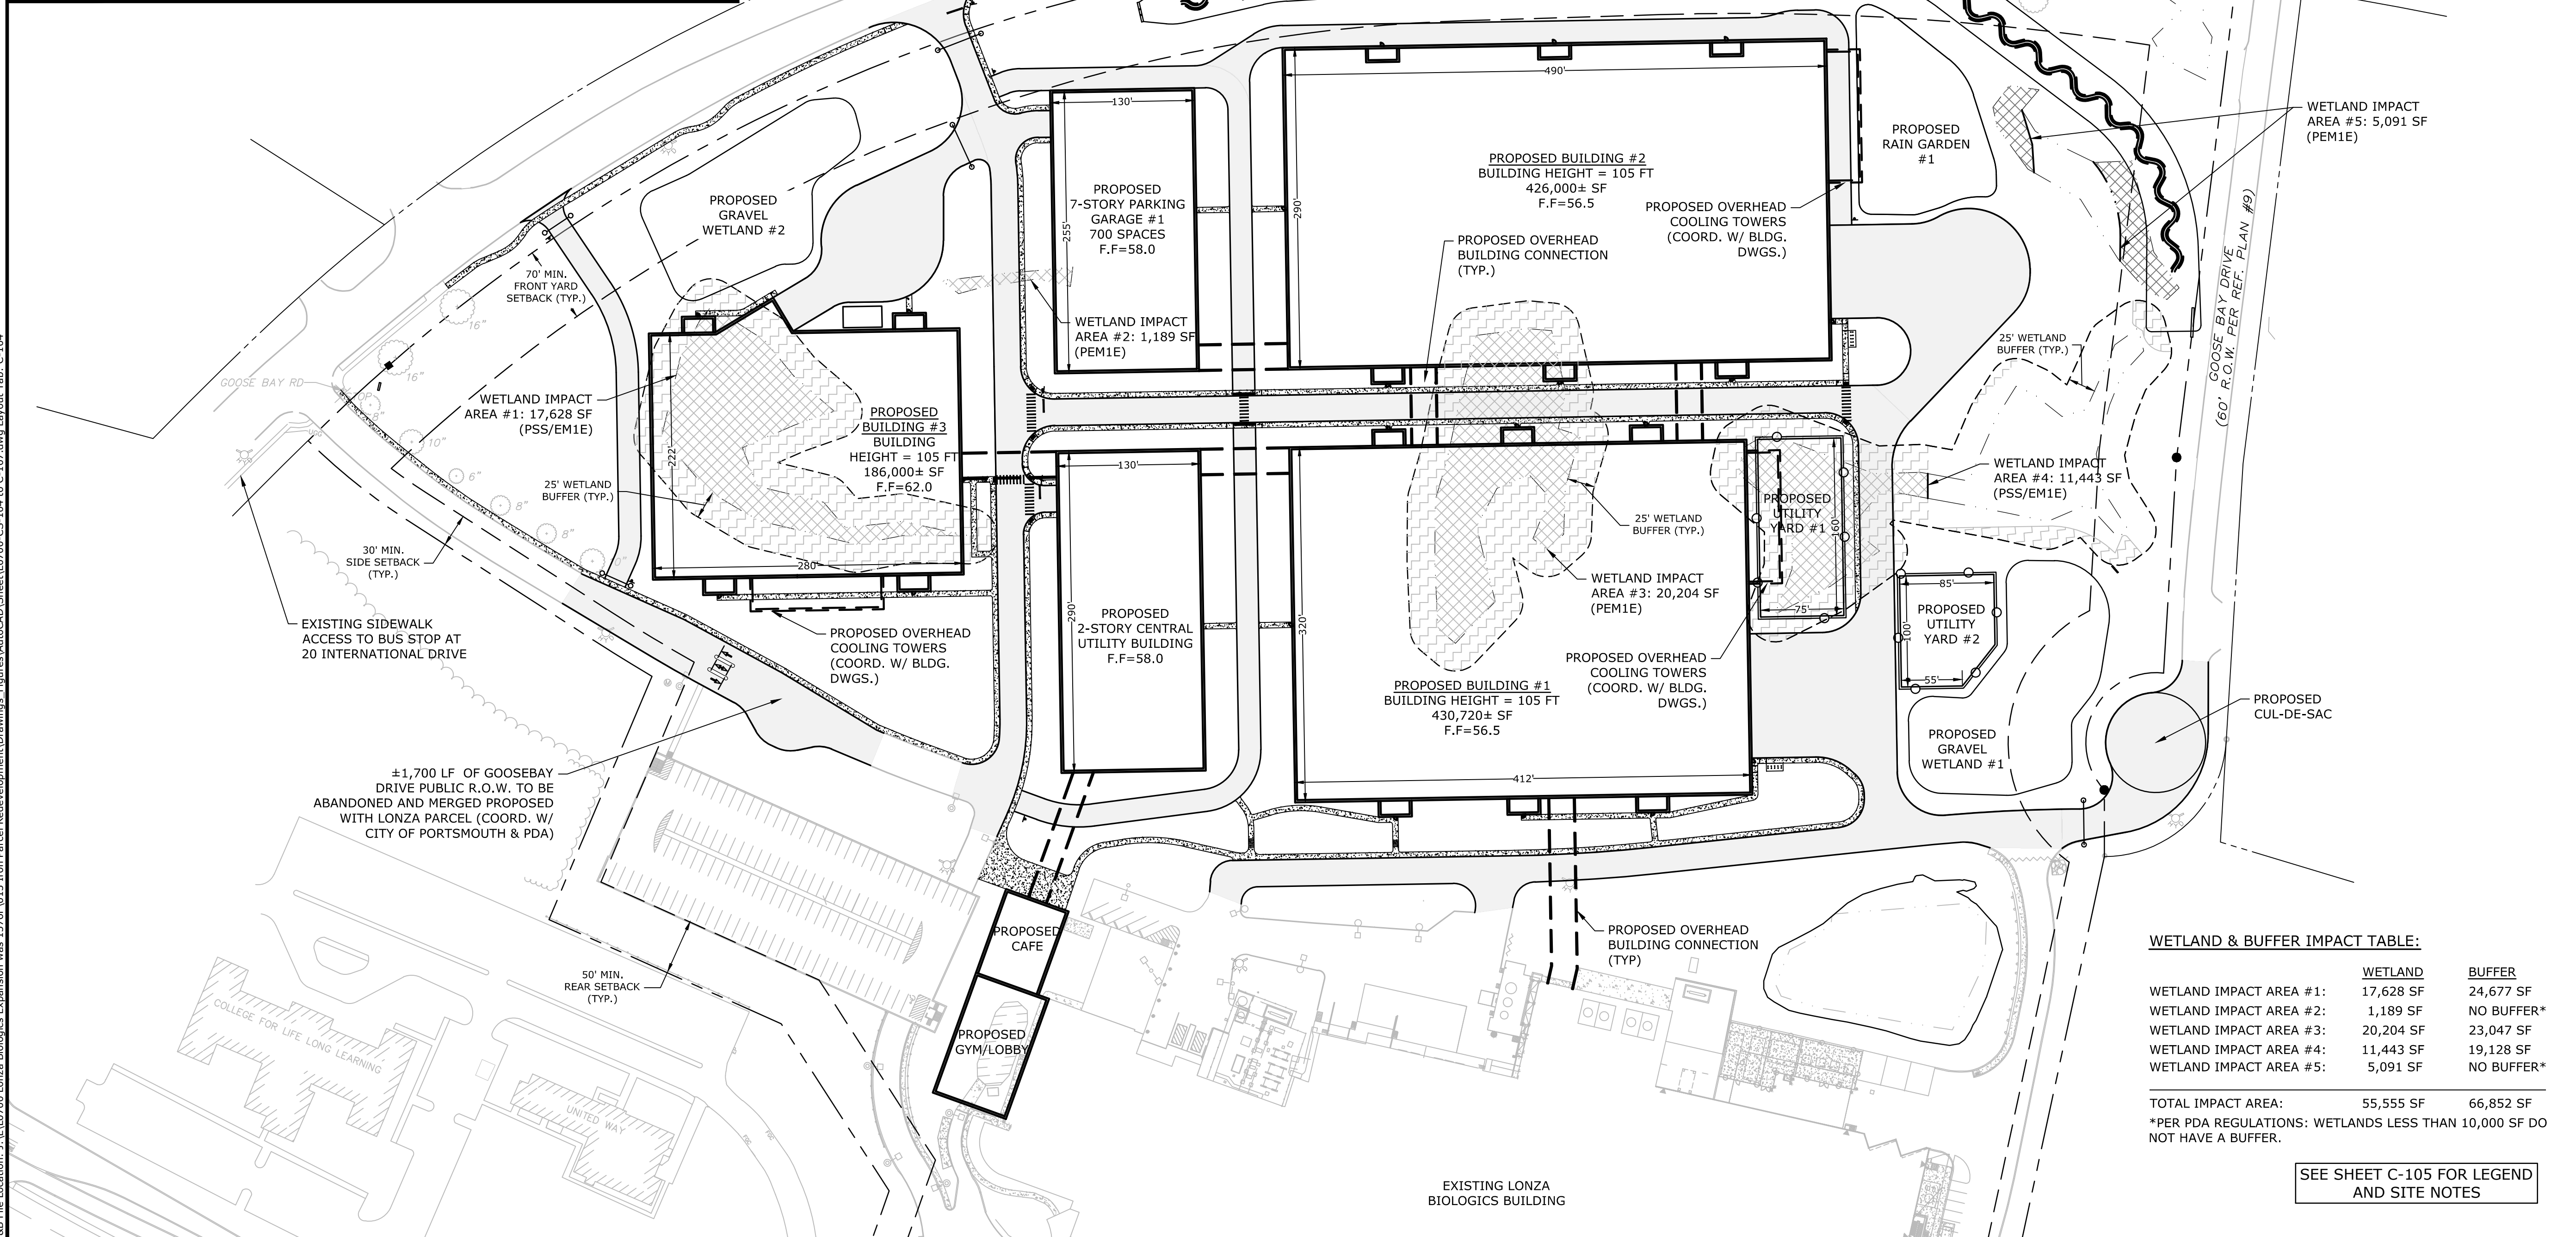 490'
130'
290'
255'
PROPOSED
7-STORY PARKING
GARAGE #1
700 SPACES
F.F=58.0
PROPOSED BUILDING #2
BUILDING HEIGHT = 105 FT
426,000± SF
F.F=56.5
PROPOSED OVERHEAD
COOLING TOWERS
(COORD. W/ BLDG.
DWGS.)
PROPOSED
RAIN GARDEN
#1
WETLAND IMPACT
AREA #5: 5,091 SF
(PEM1E)
PROPOSED
GRAVEL
WETLAND #2
PROPOSED OVERHEAD
BUILDING CONNECTION
(TYP.)
70' MIN.
FRONT YARD
SETBACK (TYP.)
GOOSE BAY DRIVE
(60' R.O.W. PER REF. PLAN #9)
16"
WETLAND IMPACT
AREA #2: 1,189 SF
(PEM1E)
25' WETLAND
BUFFER (TYP.)
GOOSE BAY RD
16"
8"
10"
6"
8"
8"
WETLAND IMPACT
AREA #1: 17,628 SF
(PSS/EM1E)
222'
PROPOSED
BUILDING #3
BUILDING
HEIGHT = 105 FT
186,000± SF
F.F=62.0
25' WETLAND
BUFFER (TYP.)
280'
130'
290'
PROPOSED
2-STORY CENTRAL
UTILITY BUILDING
F.F=58.0
320'
25' WETLAND
BUFFER (TYP.)
WETLAND IMPACT
AREA #3: 20,204 SF
(PEM1E)
PROPOSED
UTILITY
YARD #1
160'
75'
WETLAND IMPACT
AREA #4: 11,443 SF
(PSS/EM1E)
85'
100'
55'
PROPOSED
UTILITY
YARD #2
30' MIN.
SIDE SETBACK
(TYP.)
EXISTING SIDEWALK
ACCESS TO BUS STOP AT
20 INTERNATIONAL DRIVE
PROPOSED OVERHEAD
COOLING TOWERS
(COORD. W/ BLDG.
DWGS.)
PROPOSED OVERHEAD
COOLING TOWERS
(COORD. W/ BLDG.
DWGS.)
PROPOSED BUILDING #1
BUILDING HEIGHT = 105 FT
430,720± SF
F.F=56.5
412'
PROPOSED
CUL-DE-SAC
PROPOSED
GRAVEL
WETLAND #1
±1,700 LF OF GOOSEBAY
DRIVE PUBLIC R.O.W. TO BE
ABANDONED AND MERGED PROPOSED
WITH LONZA PARCEL (COORD. W/
CITY OF PORTSMOUTH & PDA)
PROPOSED
CAFE
PROPOSED
GYM/LOBBY
PROPOSED OVERHEAD
BUILDING CONNECTION
(TYP)
50' MIN.
REAR SETBACK
(TYP.)
COLLEGE FOR LIFE LONG LEARNING
UNITED WAY
EXISTING LONZA
BIOLOGICS BUILDING
WETLAND & BUFFER IMPACT TABLE:
WETLAND BUFFER
WETLAND IMPACT AREA #1: 17,628 SF 24,677 SF
WETLAND IMPACT AREA #2: 1,189 SF NO BUFFER*
WETLAND IMPACT AREA #3: 20,204 SF 23,047 SF
WETLAND IMPACT AREA #4: 11,443 SF 19,128 SF
WETLAND IMPACT AREA #5: 5,091 SF NO BUFFER*
TOTAL IMPACT AREA: 55,555 SF 66,852 SF
*PER PDA REGULATIONS: WETLANDS LESS THAN 10,000 SF DO
NOT HAVE A BUFFER.
SEE SHEET C-105 FOR LEGEND
AND SITE NOTES